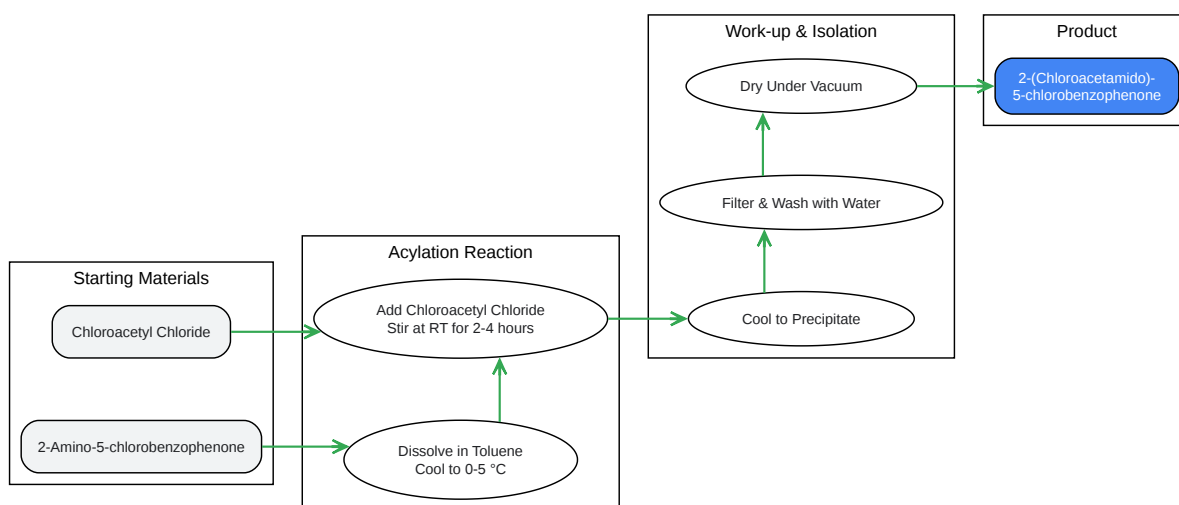 Starting Materials
Chloroacetyl Chloride
2-Amino-5-chlorobenzophenone
Acylation Reaction
Add Chloroacetyl Chloride
Stir at RT for 2-4 hours
Dissolve in Toluene
Cool to 0-5 °C
Work-up & Isolation
Dry Under Vacuum
Filter & Wash with Water
Cool to Precipitate
Product
2-(Chloroacetamido)-
5-chlorobenzophenone